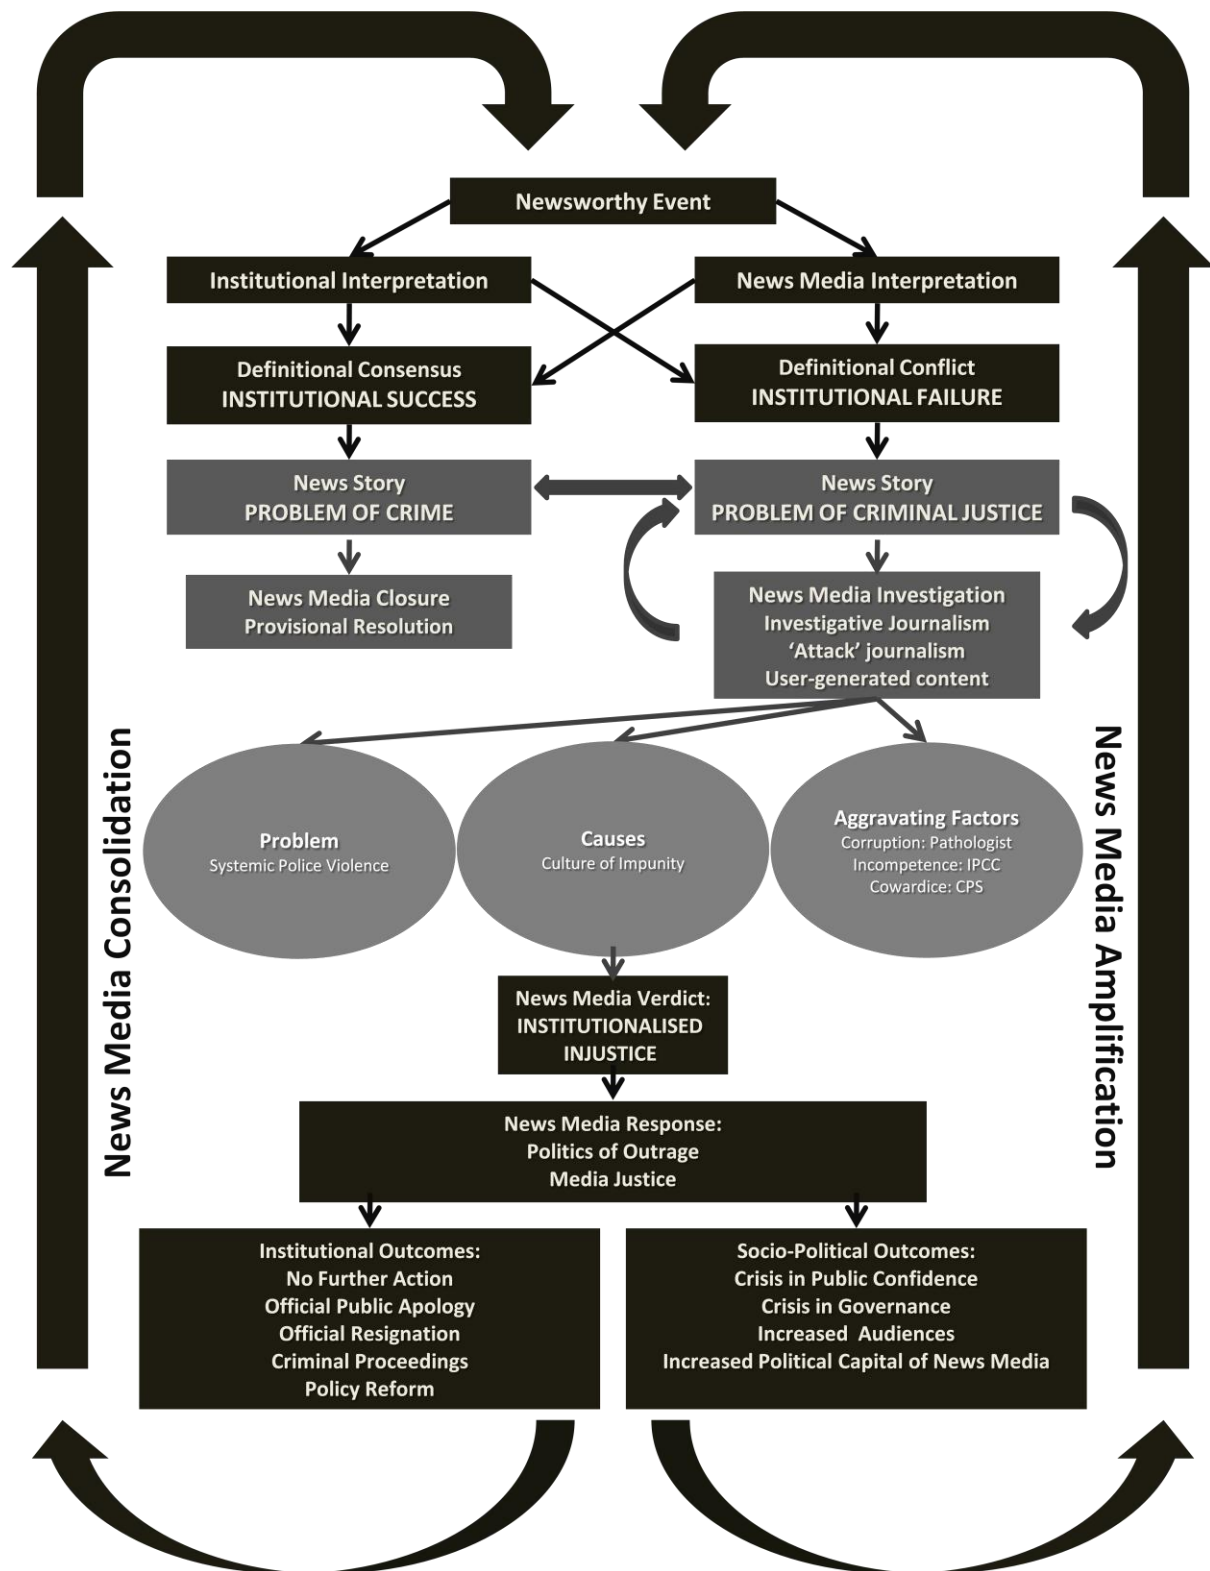 Newsworthy Event
Institutional Interpretation
News Media Interpretation
Definitional Consensus
INSTITUTIONAL SUCCESS
Definitional Conflict
INSTITUTIONAL FAILURE
News Story
PROBLEM OF CRIME
News Story
PROBLEM OF CRIMINAL JUSTICE
News Media Closure
Provisional Resolution
News Media Investigation
Investigative Journalism
‘Attack’ journalism
User-generated content
Problem
Systemic Police Violence
Causes
Culture of Impunity
Aggravating Factors
Corruption: Pathologist
Incompetence: IPCC
Cowardice: CPS
News Media Consolidation
News Media Amplification
News Media Verdict:
INSTITUTIONALISED
INJUSTICE
News Media Response:
Politics of Outrage
Media Justice
Institutional Outcomes:
No Further Action
Official Public Apology
Official Resignation
Criminal Proceedings
Policy Reform
Socio-Political Outcomes:
Crisis in Public Confidence
Crisis in Governance
Increased Audiences
Increased Political Capital of News Media